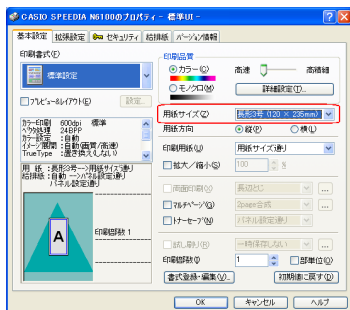 CASIO SPEEDIA N6100のプロパティ - 標準UI -
基本設定 拡張設定 セキュリティ 給排紙 バージョン情報
印刷書式(F)
標準設定
プレビュー&レイアウト(E) 設定...
カラー印刷 600dpi 標準
24BPP
カラー設定 :自動
イメージ展開 :自動(画質/高速)
TrueType :置き換え(しない)
用 紙 :長形3号-->用紙サイズ通り
給排紙 :自動 -->パネル設定通り
パネル設定通り
A
印刷部数 1
印刷品質
カラー(C)
モノクロ(M)
高速 高精細
詳細設定(T)...
用紙サイズ(Z) 長形3号 (120 × 235mm)
用紙方向 縦(P) 横(L)
印刷用紙(U) 用紙サイズ通り
拡大/縮小(S) 100 %
両面印刷(W) 長辺とじ ...
マルチページ(G) 2page合成 ...
トナーセーブ(N) パネル設定通り
試し刷り(R) 一時保存しない ...
印刷部数(I) 1 部単位(O)
書式登録・編集(V)... 初期値に戻す(D)
OK キャンセル ヘルプ